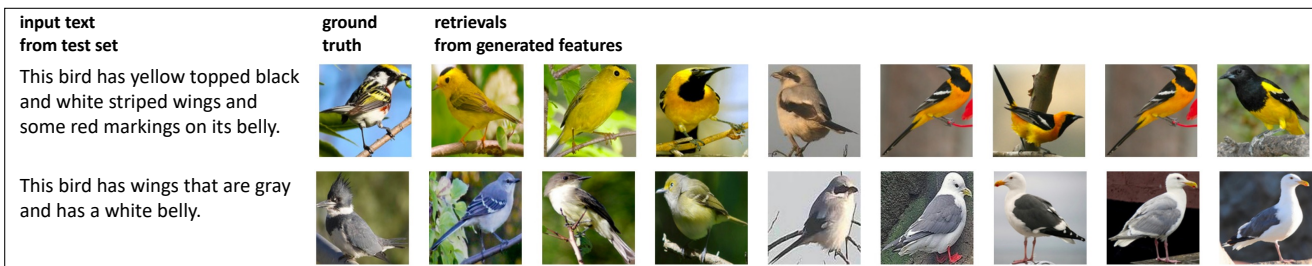 input text
from test set
ground
truth
retrievals
from generated features
This bird has yellow topped black
and white striped wings and
some red markings on its belly.
This bird has wings that are gray
and has a white belly.